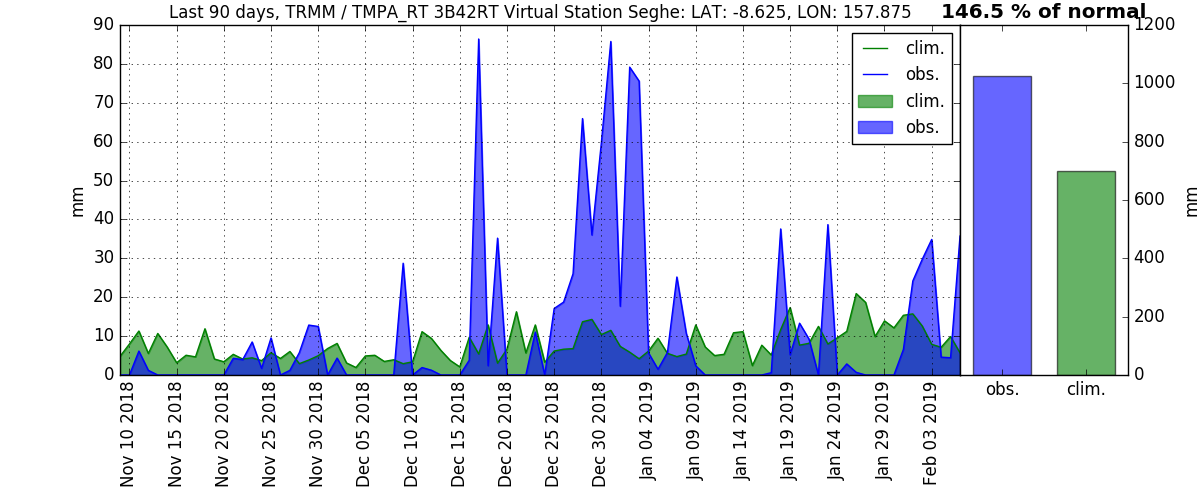 Last 90 days, TRMM / TMPA_RT 3B42RT Virtual Station Seghe: LAT: -8.625, LON: 157.875
146.5 % of normal
90
80
70
60
50
40
30
20
10
0
mm
clim.
obs.
clim.
obs.
Nov 10 2018
Nov 15 2018
Nov 20 2018
Nov 25 2018
Nov 30 2018
Dec 05 2018
Dec 10 2018
Dec 15 2018
Dec 20 2018
Dec 25 2018
Dec 30 2018
Jan 04 2019
Jan 09 2019
Jan 14 2019
Jan 19 2019
Jan 24 2019
Jan 29 2019
Feb 03 2019
1200
1000
800
600
400
200
0
mm
obs.
clim.